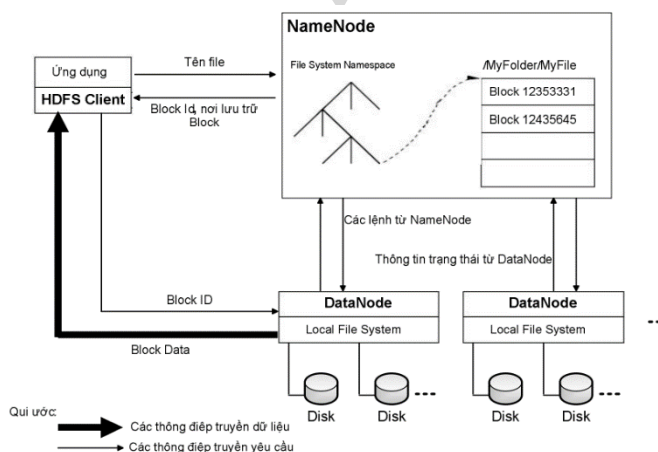 NameNode
Tên file
Ứng dụng
HDFS Client
File System Namespace
/MyFolder/MyFile
Block 12353331
Block 12435645
Block Id, nơi lưu trữ
Block
Các lệnh từ NameNode
Thông tin trạng thái từ DataNode
Block ID
DataNode
Local File System
DataNode
Local File System
Block Data
Disk
Disk
Disk
Disk
Qui ước:
Các thông điệp truyền dữ liệu
Các thông điệp truyền yêu cầu